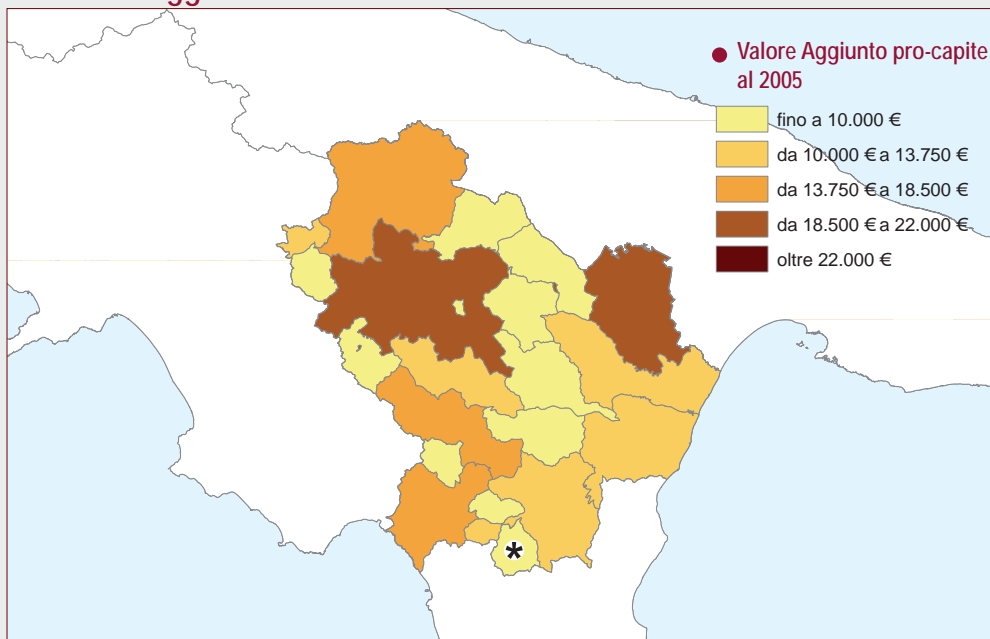 Valore Aggiunto pro-capite
al 2005
fino a 10.000 €
da 10.000 € a 13.750 €
da 13.750 € a 18.500 €
da 18.500 € a 22.000 €
oltre 22.000 €
*